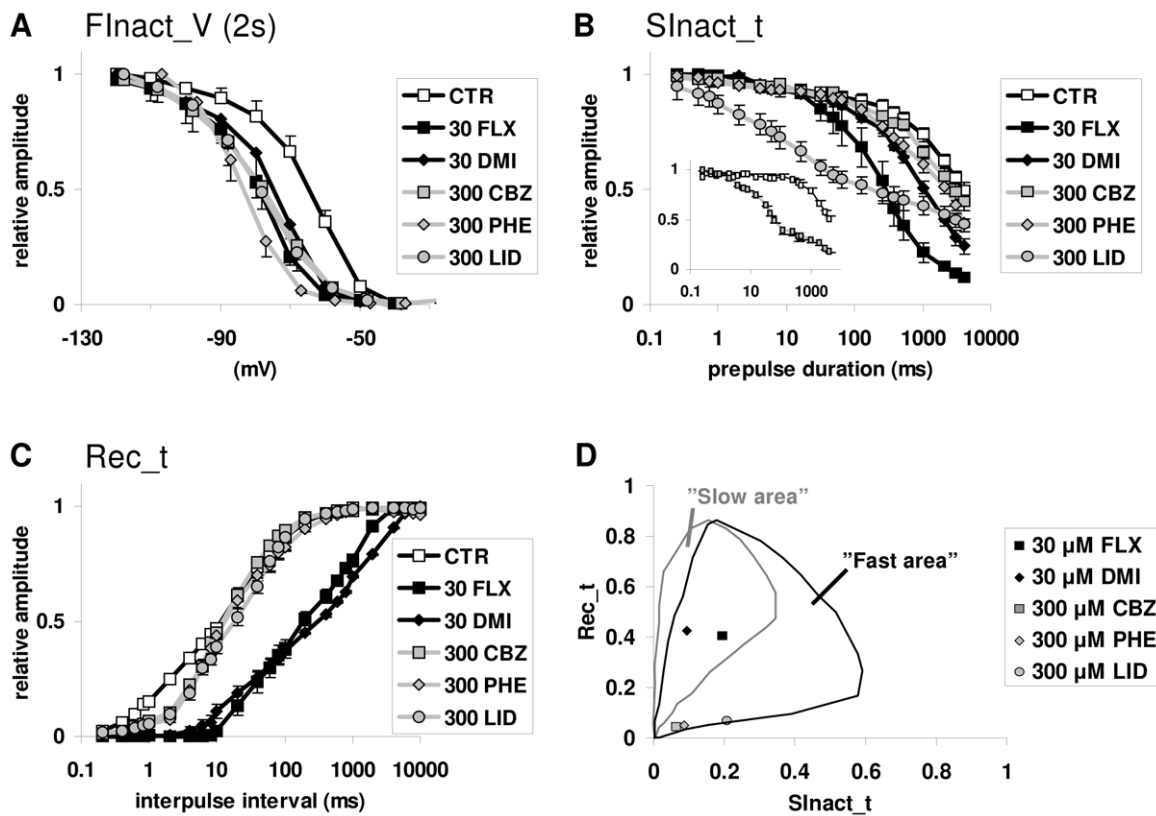 A FInact_V (2s)
relative amplitude
1
0.5
0
-130 -90 -50
(mV)
CTR
30 FLX
30 DMI
300 CBZ
300 PHE
300 LID
B SInact_t
relative amplitude
1
0.5
0
1
0.5
0
0.1 10 1000
0.1 1 10 100 1000 10000
prepulse duration (ms)
CTR
30 FLX
30 DMI
300 CBZ
300 PHE
300 LID
C Rec_t
relative amplitude
1
0.5
0
0.1 1 10 100 1000 10000
interpulse interval (ms)
CTR
30 FLX
30 DMI
300 CBZ
300 PHE
300 LID
D
Rec_t
1
0.8
0.6
0.4
0.2
0
”Slow area”
”Fast area”
0 0.2 0.4 0.6 0.8 1
SInact_t
30 µM FLX
30 µM DMI
300 µM CBZ
300 µM PHE
300 µM LID